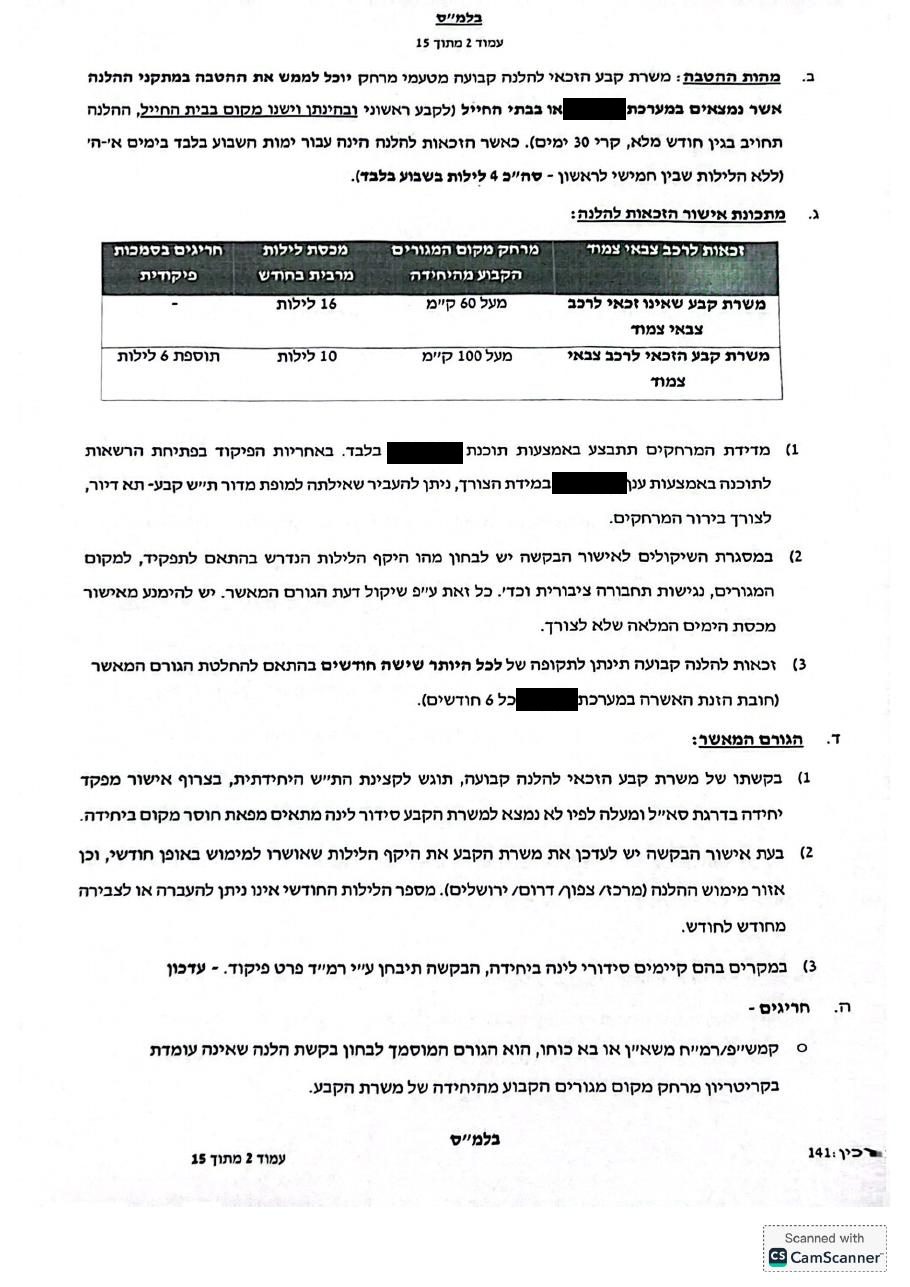 בלמ״ס
עמוד 2 מתוך 15
ב. מהות ההטבה: משרת קבע הזכאי להלנה קבועה מטעמי מרחק יוכל לממש את ההטבה במתקני ההלנה
אשר נמצאים במערכת או בבתי החייל (לקבע ראשוני ובהינתן וישנו מקום בבית החייל, ההלנה
תחויב בגין חודש מלא, קרי 30 ימים). כאשר הזכאות להלנה הינה עבור ימות השבוע בלבד בימים א'-ה'
(ללא הלילות שבין חמישי לראשון - סה״כ 4 לילות בשבוע בלבד).
ג. מתכונת אישור הזכאות להלנה:
זכאות לרכב צבאי צמוד מרחק מקום המגורים מכסת לילות חריגים בסמכות
הקבוע מהיחידה מרבית בחודש פיקודית
משרת קבע שאינו זכאי לרכב מעל 60 ק״מ 16 לילות -
צבאי צמוד
משרת קבע הזכאי לרכב צבאי מעל 100 ק״מ 10 לילות תוספת 6 לילות
צמוד
1) מדידת המרחקים תתבצע באמצעות תוכנת בלבד. באחריות הפיקוד בפתיחת הרשאות
לתוכנה באמצעות ענף במידת הצורך, ניתן להעביר שאילתה למופת מדור ת״ש קבע- תא דיור,
לצורך בירור המרחקים.
2) במסגרת השיקולים לאישור הבקשה יש לבחון מהו היקף הלילות הנדרש בהתאם לתפקיד, למקום
המגורים, נגישות תחבורה ציבורית וכד'. כל זאת ע״פ שיקול דעת הגורם המאשר. יש להימנע מאישור
מכסת הימים המלאה שלא לצורך.
3) זכאות להלנה קבועה תינתן לתקופה של לכל היותר שישה חודשים בהתאם להחלטת הגורם המאשר
(חובת הזנת האשרה במערכת כל 6 חודשים).
ד. הגורם המאשר:
1) בקשתו של משרת קבע הזכאי להלנה קבועה, תוגש לקצינת הת״ש היחידתית, בצרוף אישור מפקד
יחידה בדרגת סא״ל ומעלה לפיו לא נמצא למשרת הקבע סידור לינה מתאים מפאת חוסר מקום ביחידה.
2) בעת אישור הבקשה יש לעדכן את משרת הקבע את היקף הלילות שאושרו למימוש באופן חודשי, וכן
אזור מימוש ההלנה (מרכז/ צפון/ דרום/ ירושלים). מספר הלילות החודשי אינו ניתן להעברה או לצבירה
מחודש לחודש.
3) במקרים בהם קיימים סידורי לינה ביחידה, הבקשה תיבחן ע״י רמ״ד פרט פיקוד. - עדכון
ה. חריגים -
o קמש״פ/רמ״ח משא״ן או בא כוחו, הוא הגורם המוסמך לבחון בקשת הלנה שאינה עומדת
בקריטריון מרחק מקום מגורים הקבוע מהיחידה של משרת הקבע.
בלמ״ס
עמוד 2 מתוך 15
כין :141
Scanned with
CS CamScanner